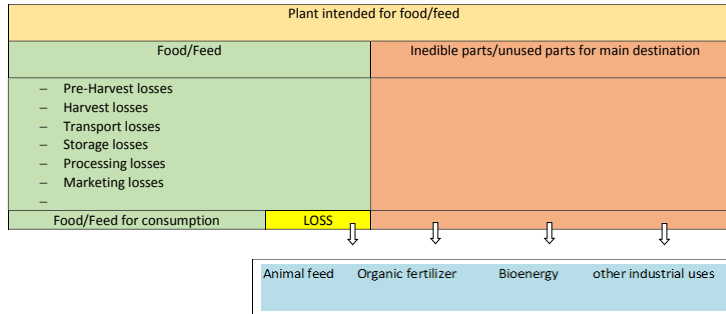 Plant intended for food/feed
Food/Feed
Inedible parts/unused parts for main destination
– Pre-Harvest losses
– Harvest losses
– Transport losses
– Storage losses
– Processing losses
– Marketing losses
–
Food/Feed for consumption
LOSS
Animal feed
Organic fertilizer
Bioenergy
other industrial uses